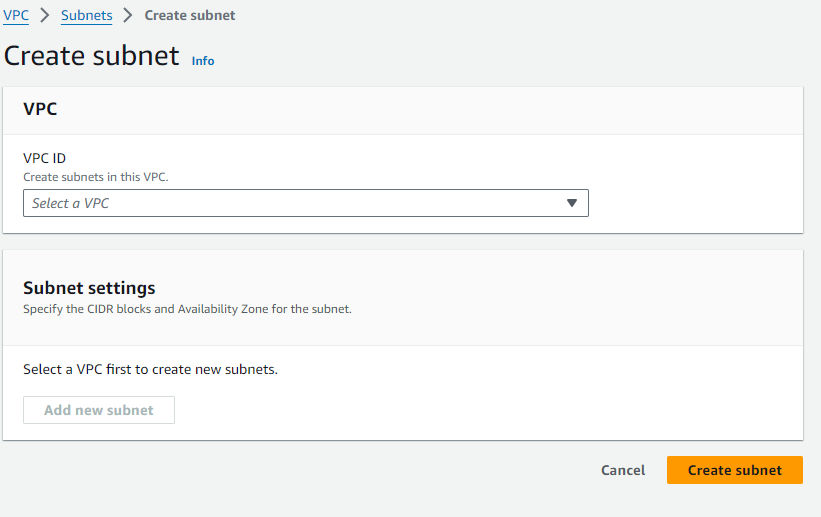 VPC > Subnets > Create subnet
Create subnet Info
VPC
VPC ID
Create subnets in this VPC.
Select a VPC
Subnet settings
Specify the CIDR blocks and Availability Zone for the subnet.
Select a VPC first to create new subnets.
Add new subnet
Cancel Create subnet